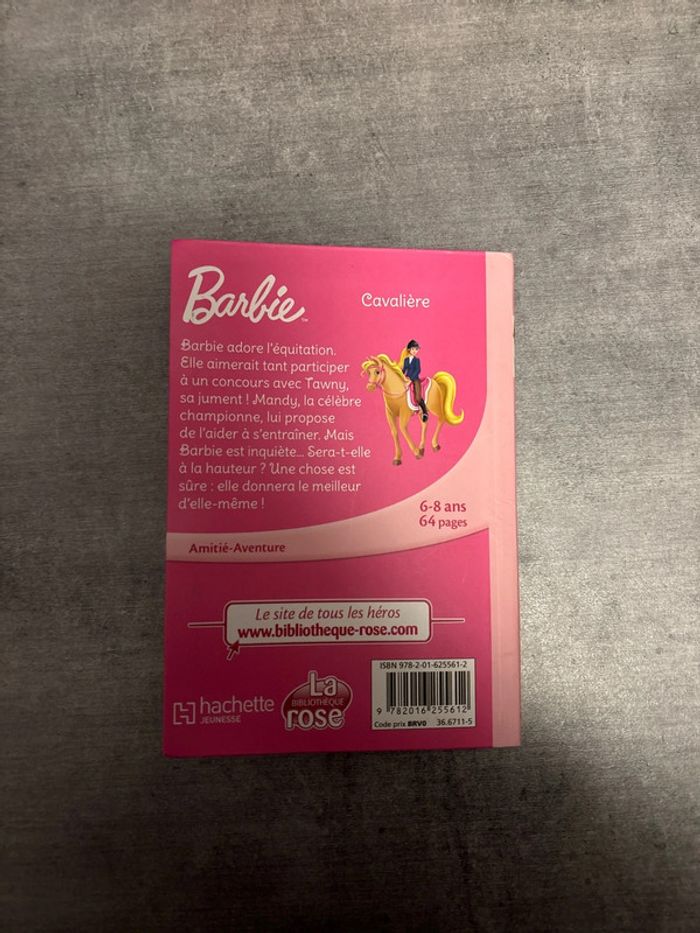 Barbie™
Cavalière
Barbie adore l'équitation.
Elle aimerait tant participer
à un concours avec Tawny,
sa jument ! Mandy, la célèbre
championne, lui propose
de l'aider à s'entraîner. Mais
Barbie est inquiète... Sera-t-elle
à la hauteur ? Une chose est
sûre : elle donnera le meilleur
d'elle-même !
6-8 ans
64 pages
Amitié-Aventure
Le site de tous les héros
www.bibliotheque-rose.com
hachette
JEUNESSE
La
BIBLIOTHÈQUE
rose
ISBN 978-2-01-625561-2
9 782016 255612
Code prix BRV0 36.6711-5